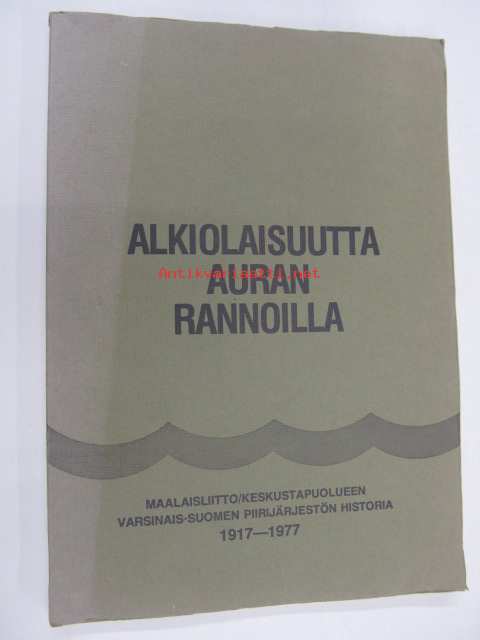 ALKIOLAISUUTTA
Antikvariaatti.net
AURAN
RANNOILLA
MAALAISLIITTO/KESKUSTAPUOLUEEN
VARSINAIS-SUOMEN PIIRIJÄRJESTÖN HISTORIA
1917—1977